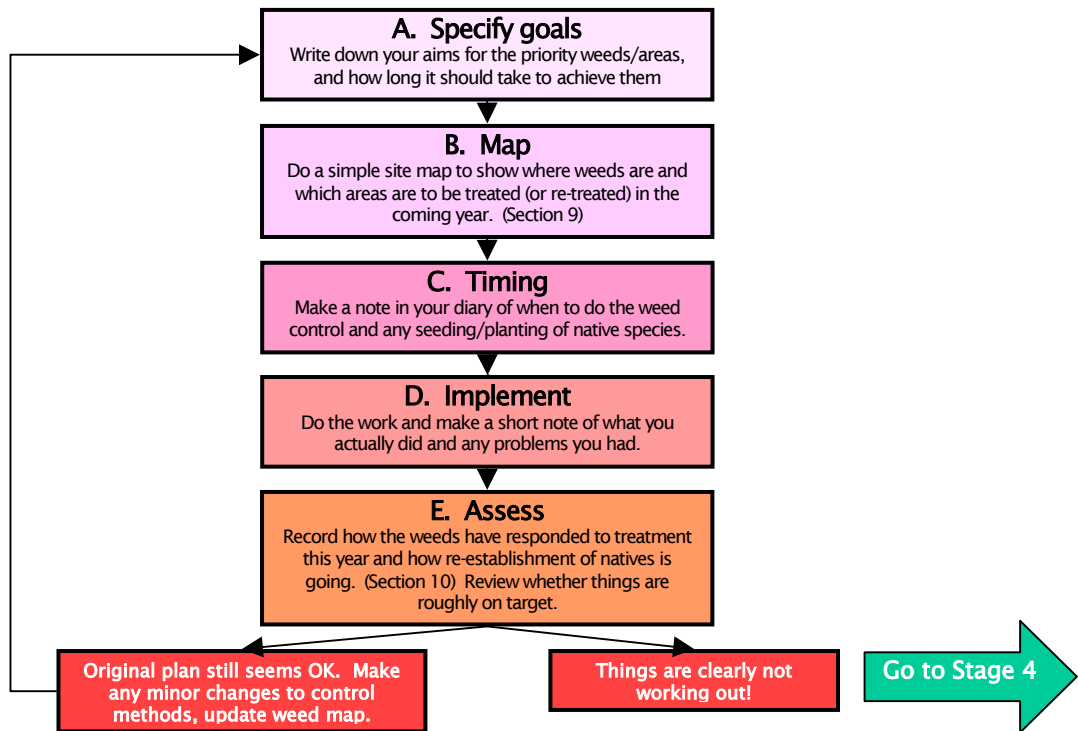 A. Specify goals
Write down your aims for the priority weeds/areas,
and how long it should take to achieve them
B. Map
Do a simple site map to show where weeds are and
which areas are to be treated (or re-treated) in the
coming year. (Section 9)
C. Timing
Make a note in your diary of when to do the weed
control and any seeding/planting of native species.
D. Implement
Do the work and make a short note of what you
actually did and any problems you had.
E. Assess
Record how the weeds have responded to treatment
this year and how re-establishment of natives is
going. (Section 10) Review whether things are
roughly on target.
Original plan still seems OK. Make
any minor changes to control
methods, update weed map.
Things are clearly not
working out!
Go to Stage 4